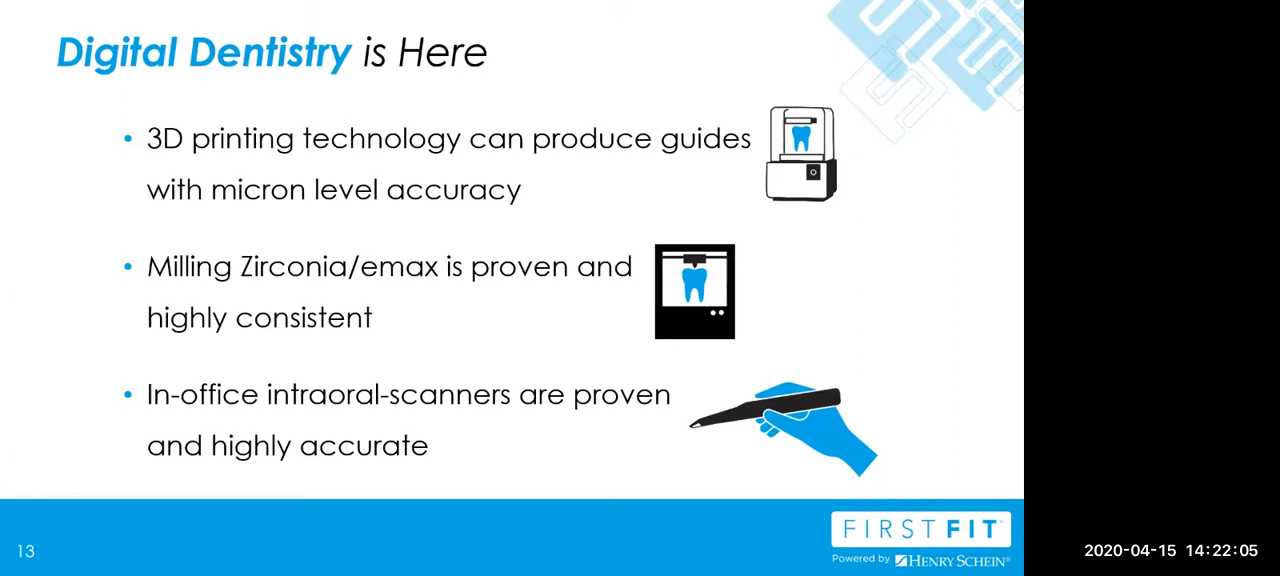 Digital Dentistry is Here
• 3D printing technology can produce guides
with micron level accuracy
• Milling Zirconia/emax is proven and
highly consistent
• In-office intraoral-scanners are proven
and highly accurate
13
FIRSTFIT
Powered by HENRY SCHEIN®
2020-04-15 14:22:05